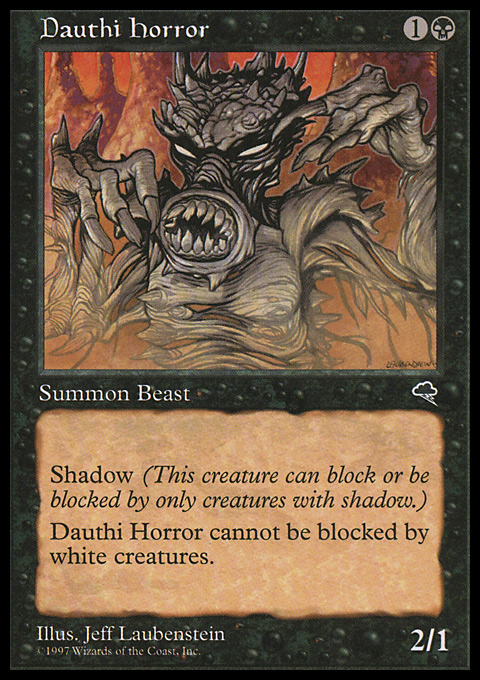 Dauthi Horror 1
Summon Beast
Shadow (This creature can block or be
blocked by only creatures with shadow.)
Dauthi Horror cannot be blocked by
white creatures.
Illus. Jeff Laubenstein
©1997 Wizards of the Coast, Inc.
2/1